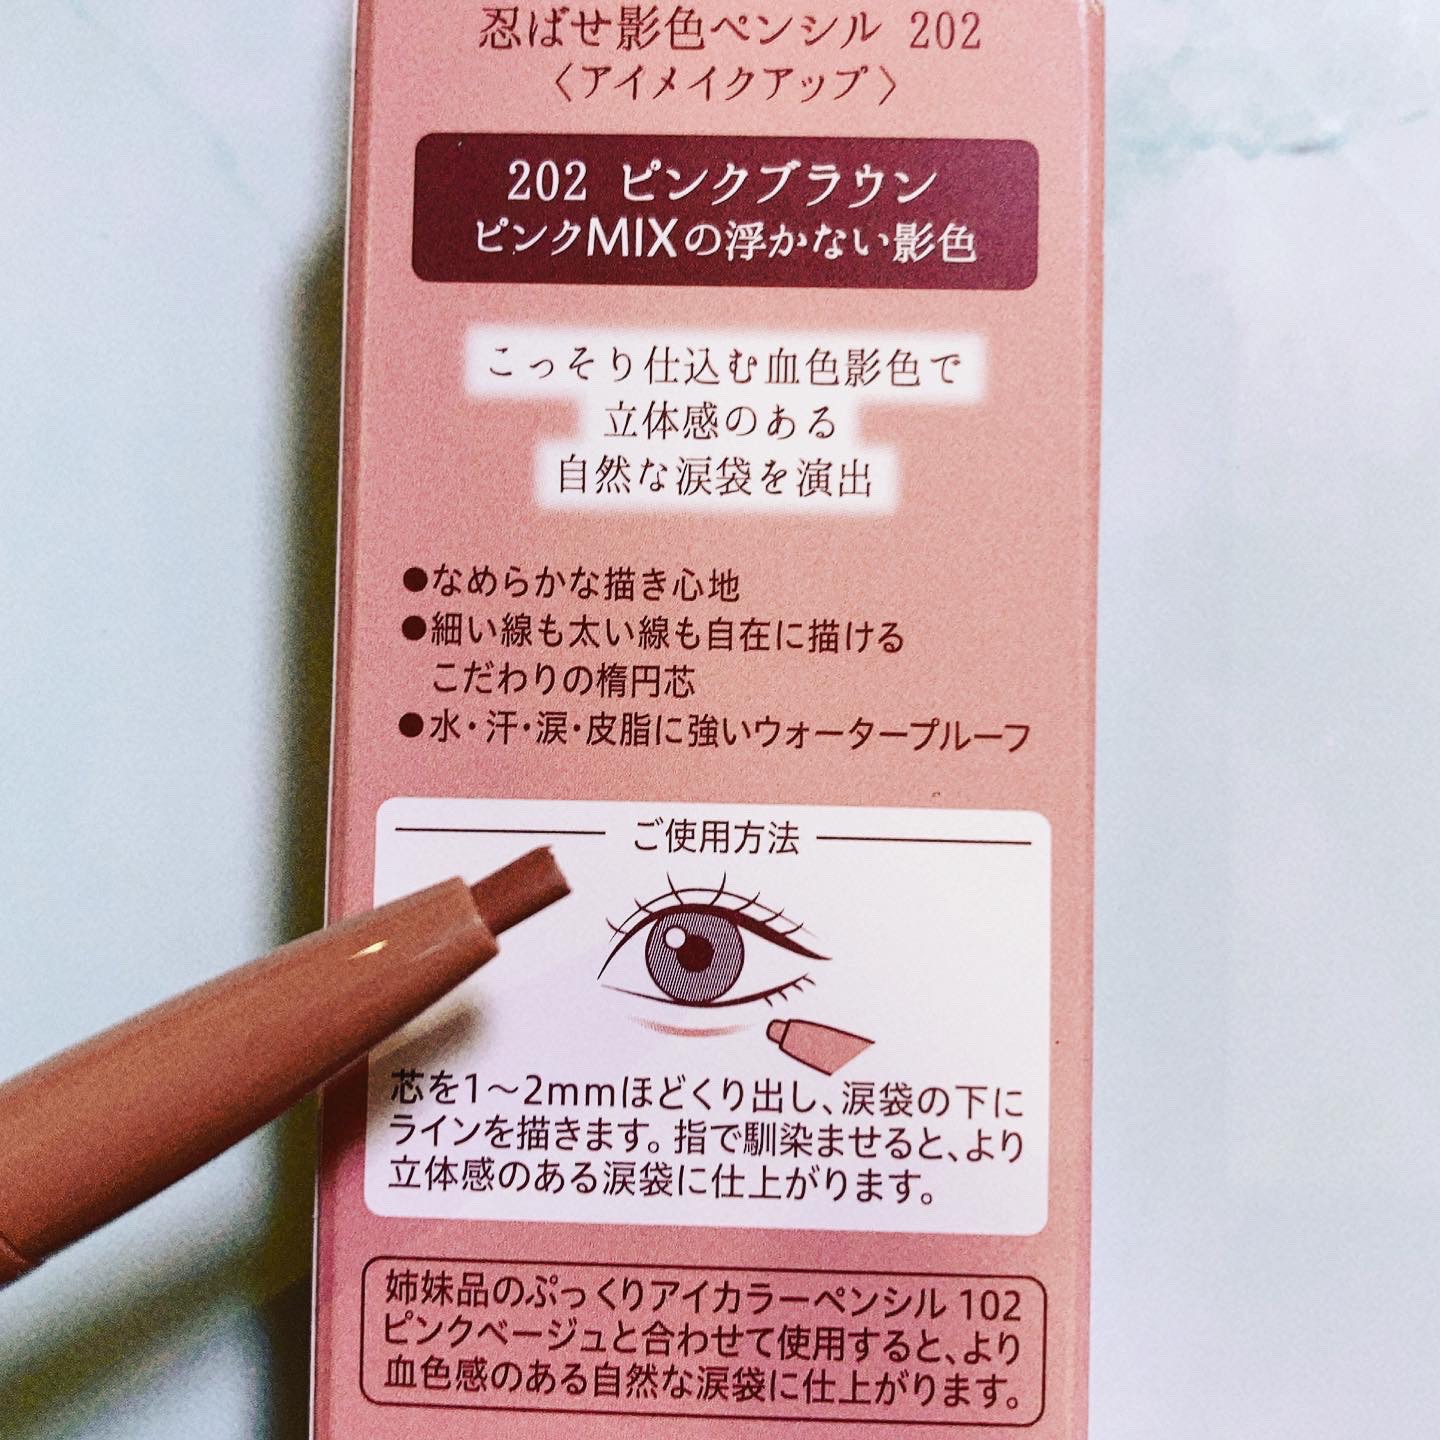 忍ばせ影色ペンシル 202
〈アイメイクアップ〉
202 ピンクブラウン
ピンクMIXの浮かない影色
こっそり仕込む血色影色で
立体感のある
自然な涙袋を演出
●なめらかな描き心地
●細い線も太い線も自在に描ける
こだわりの楕円芯
●水・汗・涙・皮脂に強いウォータープルーフ
ご使用方法
芯を1〜2mmほどくり出し、涙袋の下に
ラインを描きます。指で馴染ませると、より
立体感のある涙袋に仕上がります。
姉妹品のぷっくりアイカラーペンシル 102
ピンクベージュと合わせて使用すると、より
血色感のある自然な涙袋に仕上がります。